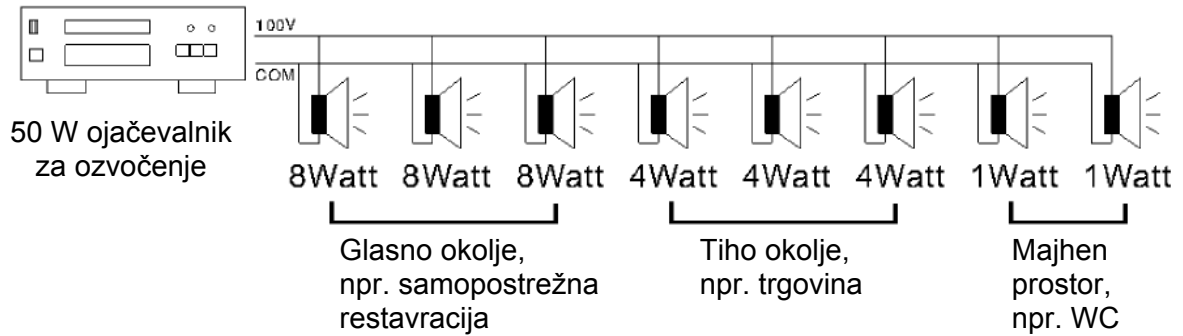 100V
COM
50 W ojačevalnik
za ozvočenje
8Watt 8Watt 8Watt 4Watt 4Watt 4Watt 1Watt 1Watt
Glasno okolje,
npr. samopostrežna
restavracija
Tiho okolje,
npr. trgovina
Majhen
prostor,
npr. WC